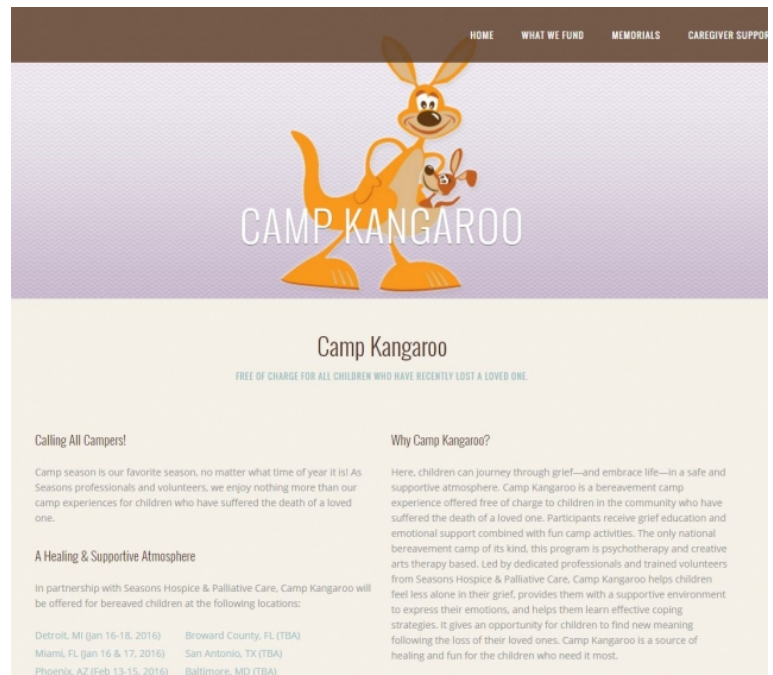 HOME WHAT WE FUND MEMORIALS CAREGIVER SUPPOR
CAMP KANGAROO
Camp Kangaroo
FREE OF CHARGE FOR ALL CHILDREN WHO HAVE RECENTLY LOST A LOVED ONE.
Calling All Campers!
Camp season is our favorite season, no matter what time of year it is! As
Seasons professionals and volunteers, we enjoy nothing more than our
camp experiences for children who have suffered the death of a loved
one.
A Healing & Supportive Atmosphere
In partnership with Seasons Hospice & Palliative Care, Camp Kangaroo will
be offered for bereaved children at the following locations:
Detroit, MI (Jan 16-18, 2016) Broward County, FL (TBA)
Miami, FL (Jan 16 & 17, 2016) San Antonio, TX (TBA)
Phoenix, AZ (Feb 13-15, 2016) Baltimore, MD (TBA)
Why Camp Kangaroo?
Here, children can journey through grief—and embrace life—in a safe and
supportive atmosphere. Camp Kangaroo is a bereavement camp
experience offered free of charge to children in the community who have
suffered the death of a loved one. Participants receive grief education and
emotional support combined with fun camp activities. The only national
bereavement camp of its kind, this program is psychotherapy and creative
arts therapy based. Led by dedicated professionals and trained volunteers
from Seasons Hospice & Palliative Care, Camp Kangaroo helps children
feel less alone in their grief, provides them with a supportive environment
to express their emotions, and helps them learn effective coping
strategies. It gives an opportunity for children to find new meaning
following the loss of their loved ones. Camp Kangaroo is a source of
healing and fun for the children who need it most.